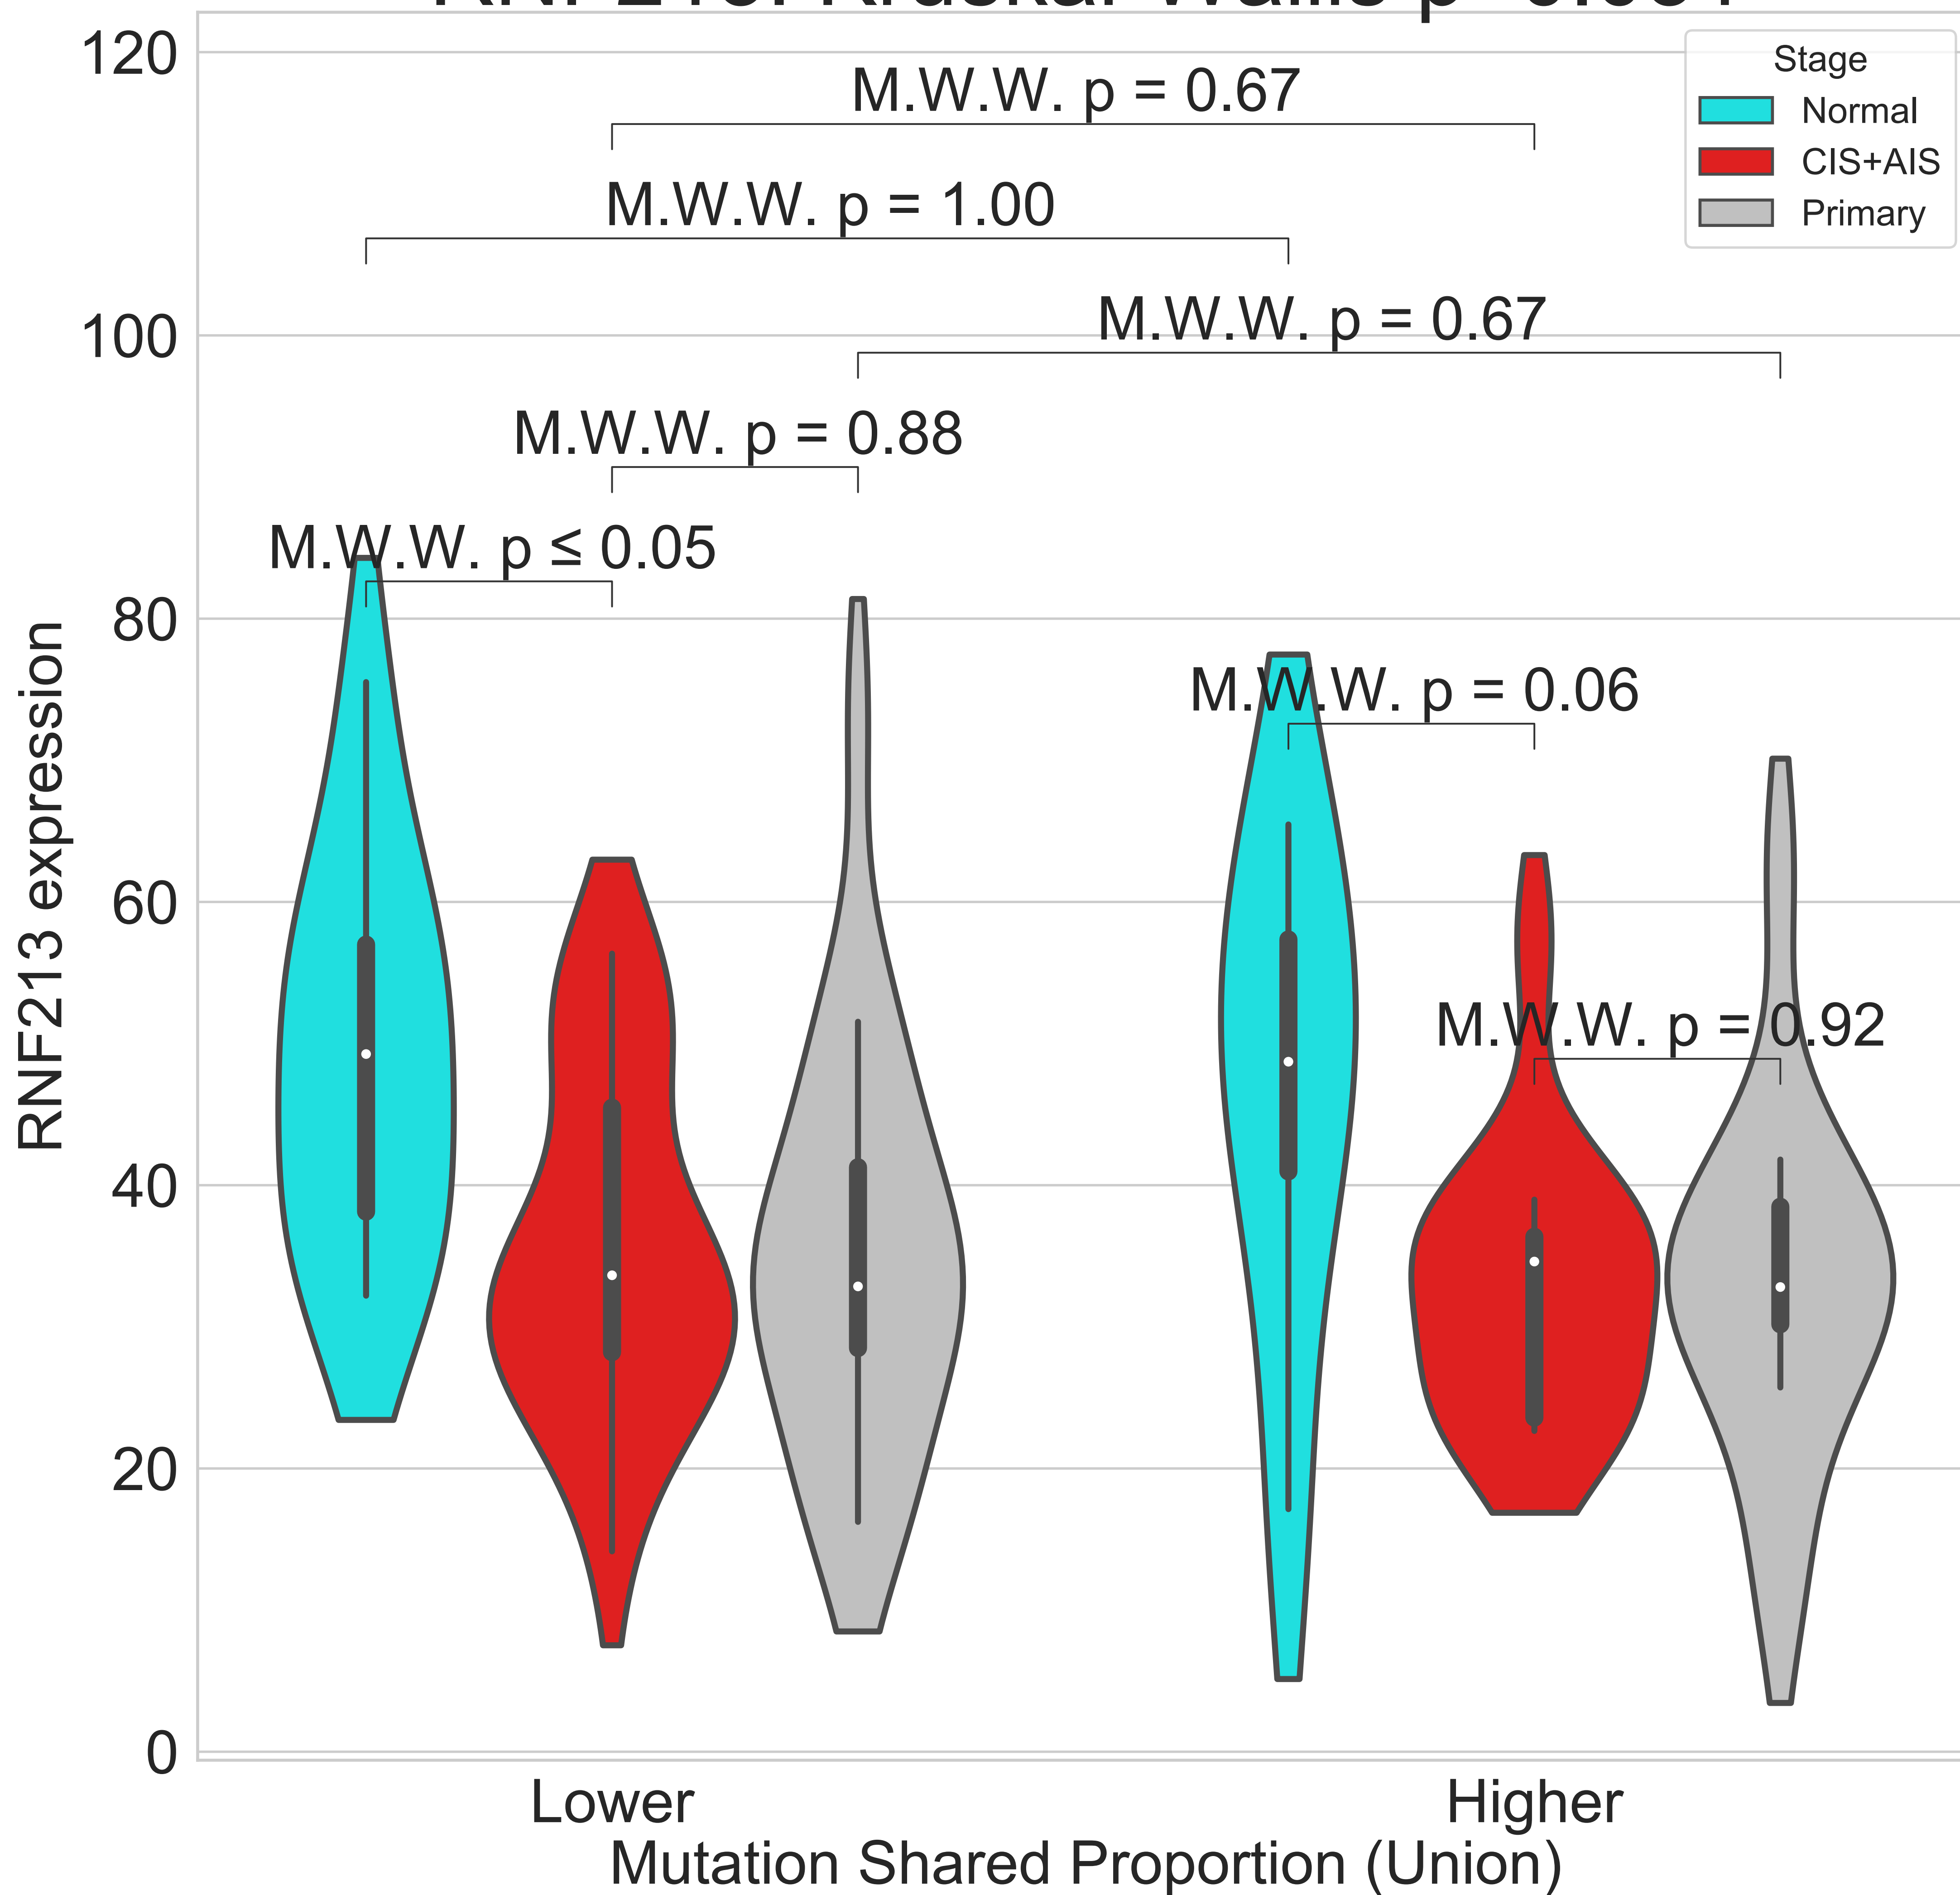 120
M.W.W. p = 0.67
Stage
Normal
CIS+AIS
Primary
M.W.W. p = 1.00
100
M.W.W. p = 0.67
M.W.W. p = 0.88
M.W.W. p ≤ 0.05
80
M.W.W. p = 0.06
RNF213 expression
60
M.W.W. p = 0.92
40
20
0
Lower
Higher
Mutation Shared Proportion (Union)